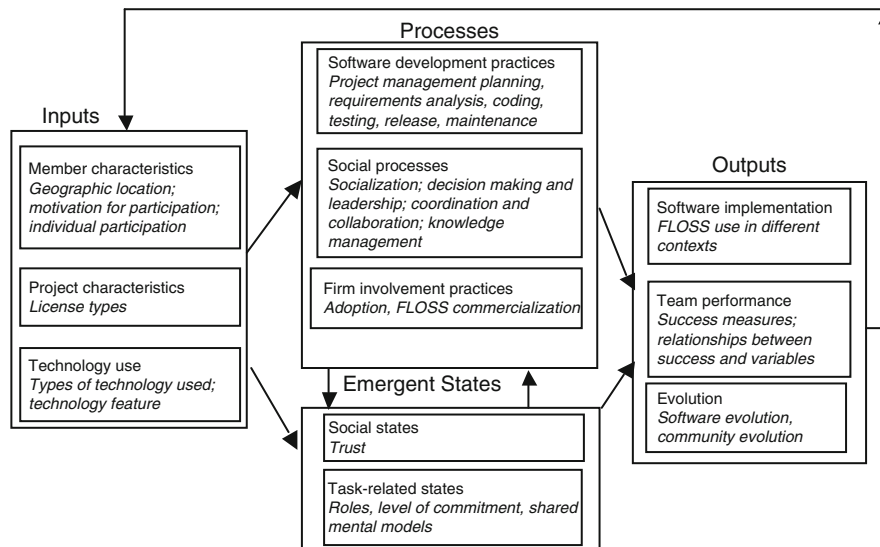 Processes
Software development practices
Project management planning,
requirements analysis, coding,
testing, release, maintenance
Social processes
Socialization; decision making and
leadership; coordination and
collaboration; knowledge
management
Firm involvement practices
Adoption, FLOSS commercialization
Inputs
Member characteristics
Geographic location;
motivation for participation;
individual participation
Project characteristics
License types
Technology use
Types of technology used;
technology feature
Emergent States
Social states
Trust
Task-related states
Roles, level of commitment, shared
mental models
Outputs
Software implementation
FLOSS use in different
contexts
Team performance
Success measures;
relationships between
success and variables
Evolution
Software evolution,
community evolution